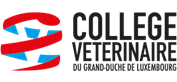 COLLEGE
VETERINAIRE
DU GRAND-DUCHE DE LUXEMBOURG